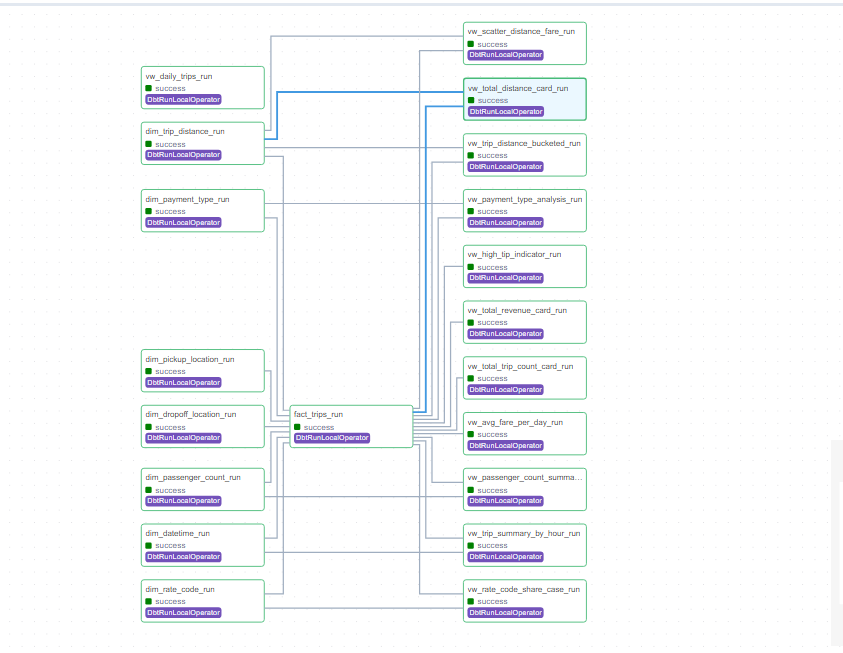 vw_scatter_distance_fare_run
success
DbtRunLocalOperator
vw_daily_trips_run
success
DbtRunLocalOperator
vw_total_distance_card_run
success
DbtRunLocalOperator
dim_trip_distance_run
success
DbtRunLocalOperator
vw_trip_distance_bucketed_run
success
DbtRunLocalOperator
dim_payment_type_run
success
DbtRunLocalOperator
vw_payment_type_analysis_run
success
DbtRunLocalOperator
vw_high_tip_indicator_run
success
DbtRunLocalOperator
vw_total_revenue_card_run
success
DbtRunLocalOperator
dim_pickup_location_run
success
DbtRunLocalOperator
vw_total_trip_count_card_run
success
DbtRunLocalOperator
dim_dropoff_location_run
success
DbtRunLocalOperator
fact_trips_run
success
DbtRunLocalOperator
vw_avg_fare_per_day_run
success
DbtRunLocalOperator
dim_passenger_count_run
success
DbtRunLocalOperator
vw_passenger_count_summa...
success
DbtRunLocalOperator
dim_datetime_run
success
DbtRunLocalOperator
vw_trip_summary_by_hour_run
success
DbtRunLocalOperator
dim_rate_code_run
success
DbtRunLocalOperator
vw_rate_code_share_case_run
success
DbtRunLocalOperator